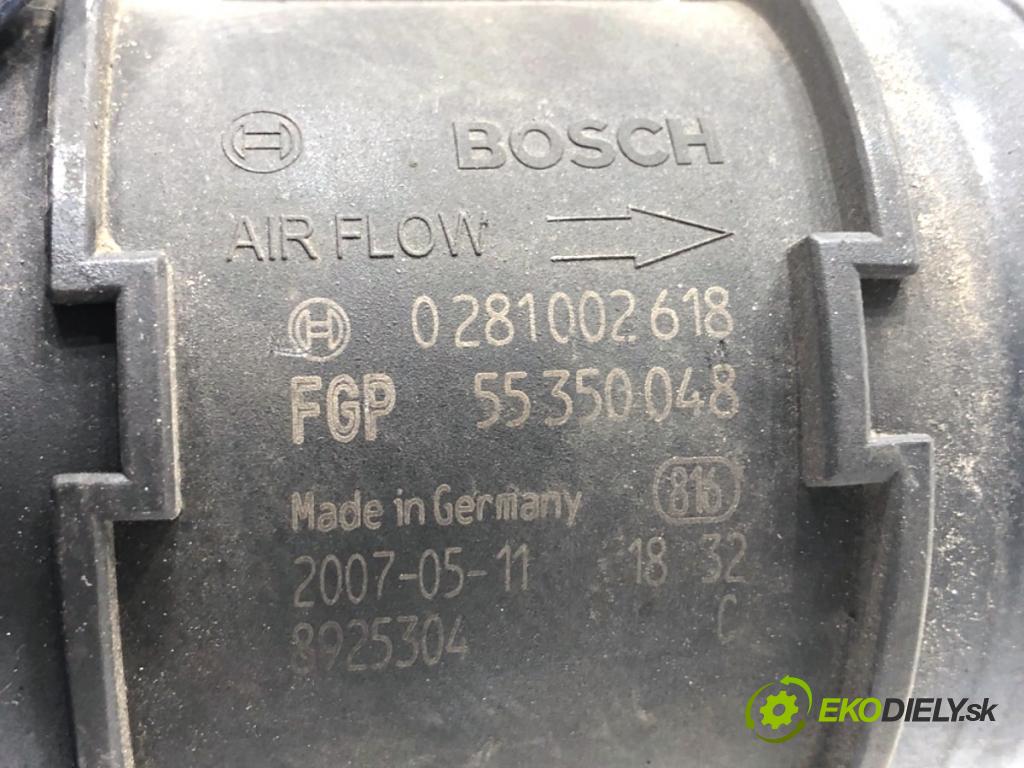 BOSCH
AIR FLOW
0 281 002 618
FGP 55 350 048
Made in Germany 816
2007-05-11 18 32
8925304 C
EKODIELY.sk